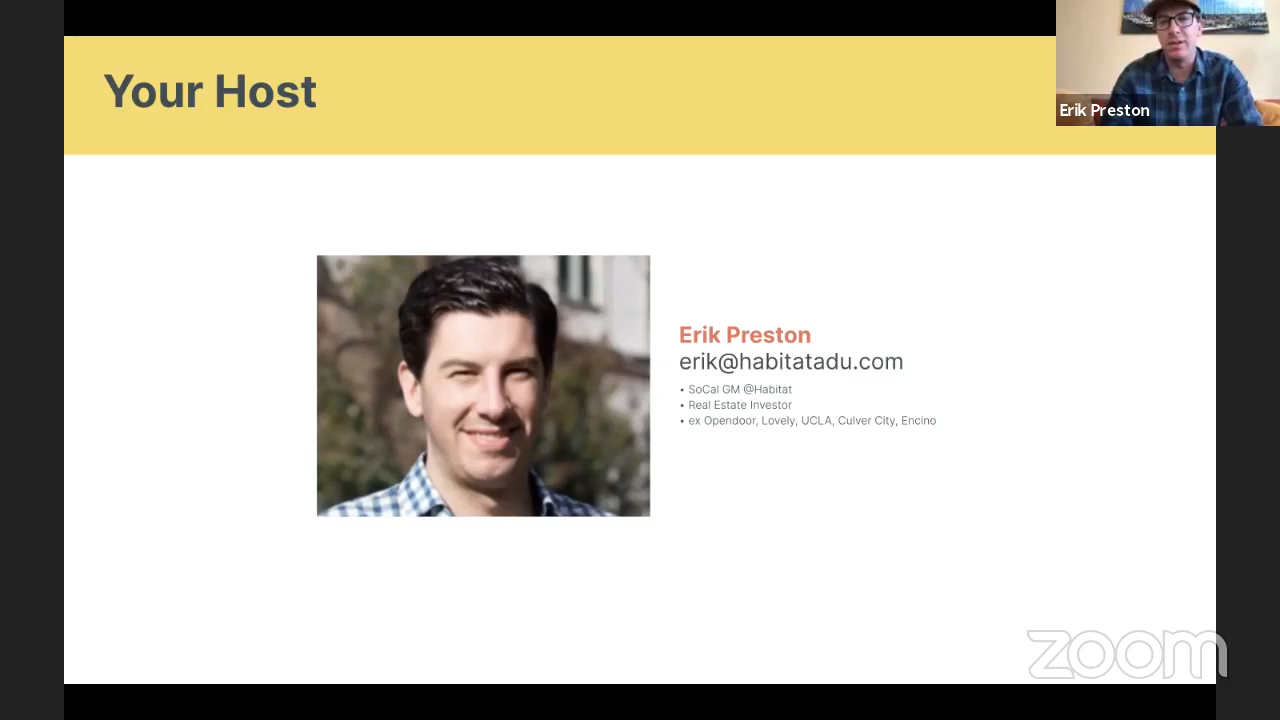 Your Host
Erik Preston
Erik Preston
erik@habitatadu.com
• SoCal GM @Habitat
• Real Estate Investor
• ex Opendoor, Lovely, UCLA, Culver City, Encino
zoom